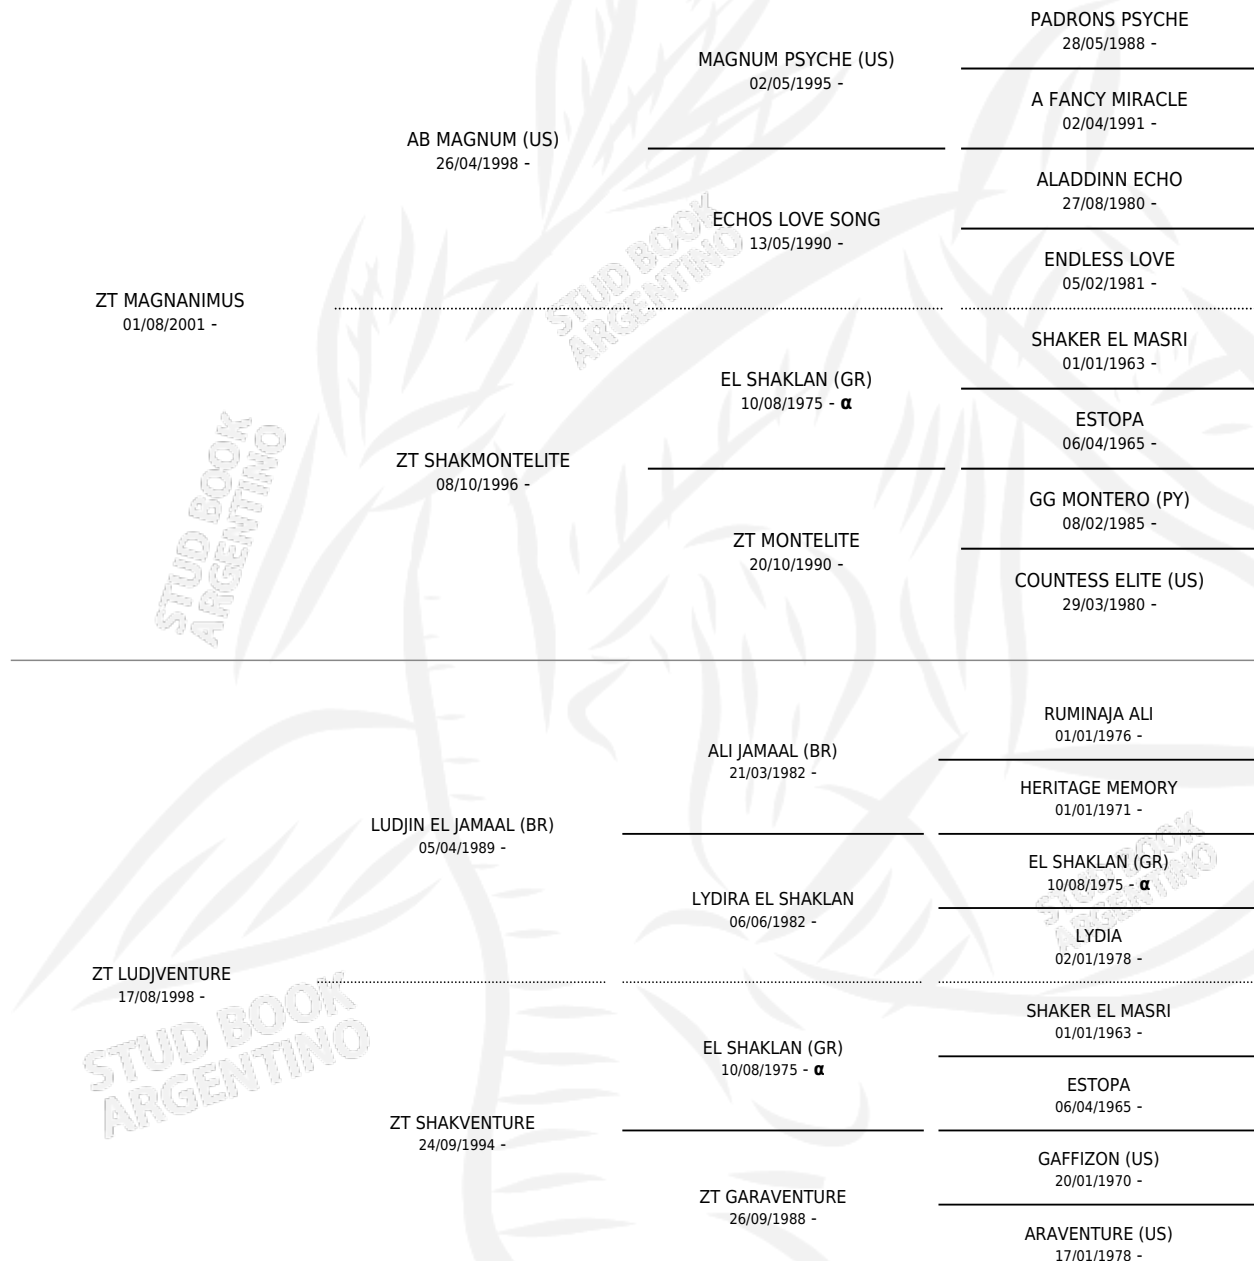 PADRONS PSYCHE
28/05/1988 -
MAGNUM PSYCHE (US)
02/05/1995 -
A FANCY MIRACLE
02/04/1991 -
AB MAGNUM (US)
26/04/1998 -
ALADDINN ECHO
27/08/1980 -
ECHOS LOVE SONG
13/05/1990 -
ENDLESS LOVE
05/02/1981 -
ZT MAGNANIMUS
01/08/2001 -
SHAKER EL MASRI
01/01/1963 -
EL SHAKLAN (GR)
10/08/1975 - α
ESTOPA
06/04/1965 -
ZT SHAKMONTELITE
08/10/1996 -
GG MONTERO (PY)
08/02/1985 -
ZT MONTELITE
20/10/1990 -
COUNTESS ELITE (US)
29/03/1980 -
RUMINAJA ALI
01/01/1976 -
ALI JAMAAL (BR)
21/03/1982 -
HERITAGE MEMORY
01/01/1971 -
LUDJIN EL JAMAAL (BR)
05/04/1989 -
EL SHAKLAN (GR)
10/08/1975 - α
LYDIRA EL SHAKLAN
06/06/1982 -
LYDIA
02/01/1978 -
ZT LUDJVENTURE
17/08/1998 -
SHAKER EL MASRI
01/01/1963 -
EL SHAKLAN (GR)
10/08/1975 - α
ESTOPA
06/04/1965 -
ZT SHAKVENTURE
24/09/1994 -
GAFFIZON (US)
20/01/1970 -
ZT GARAVENTURE
26/09/1988 -
ARAVENTURE (US)
17/01/1978 -
STUD BOOK
ARGENTINO
STUD BOOK
ARGENTINO
STUD BOOK
ARGENTINO
STUD BOOK
ARGENTINO